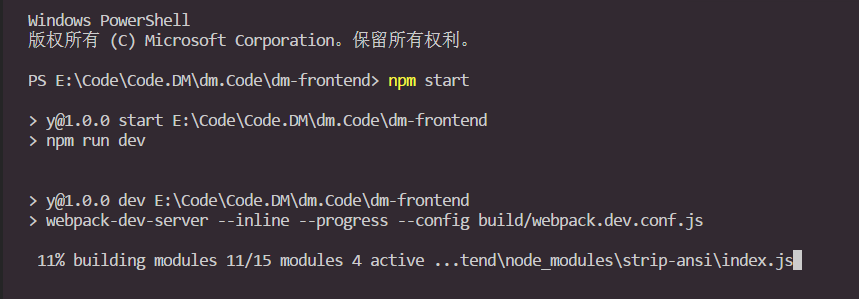 Windows PowerShell
版权所有 (C) Microsoft Corporation。保留所有权利。
PS E:\Code\Code.DM\dm.Code\dm-frontend> npm start
> y@1.0.0 start E:\Code\Code.DM\dm.Code\dm-frontend
> npm run dev
> y@1.0.0 dev E:\Code\Code.DM\dm.Code\dm-frontend
> webpack-dev-server --inline --progress --config build/webpack.dev.conf.js
11% building modules 11/15 modules 4 active ...tend\node_modules\strip-ansi\index.js